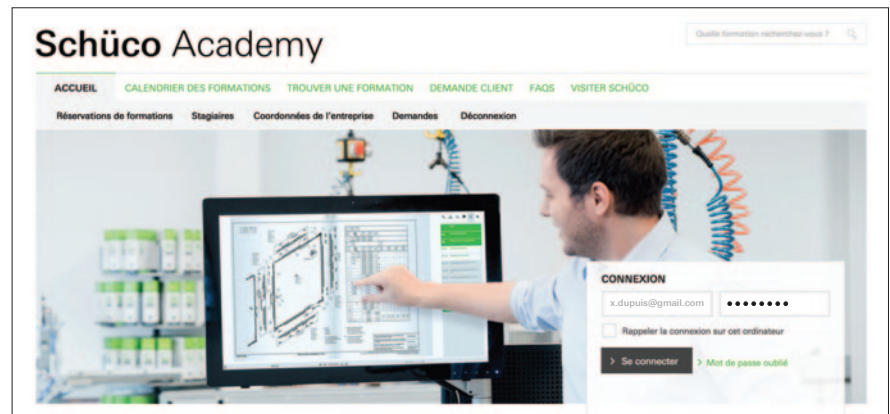 Schüco Academy
Quelle formation recherchez-vous ?
ACCUEIL CALENDRIER DES FORMATIONS TROUVER UNE FORMATION DEMANDE CLIENT FAQS VISITER SCHÜCO
Réservations de formations Stagiaires Coordonnées de l'entreprise Demandes Déconnexion
CONNEXION
x.dupuis@gmail.com ••••••••
Rappeler la connexion sur cet ordinateur
> Se connecter > Mot de passe oublié